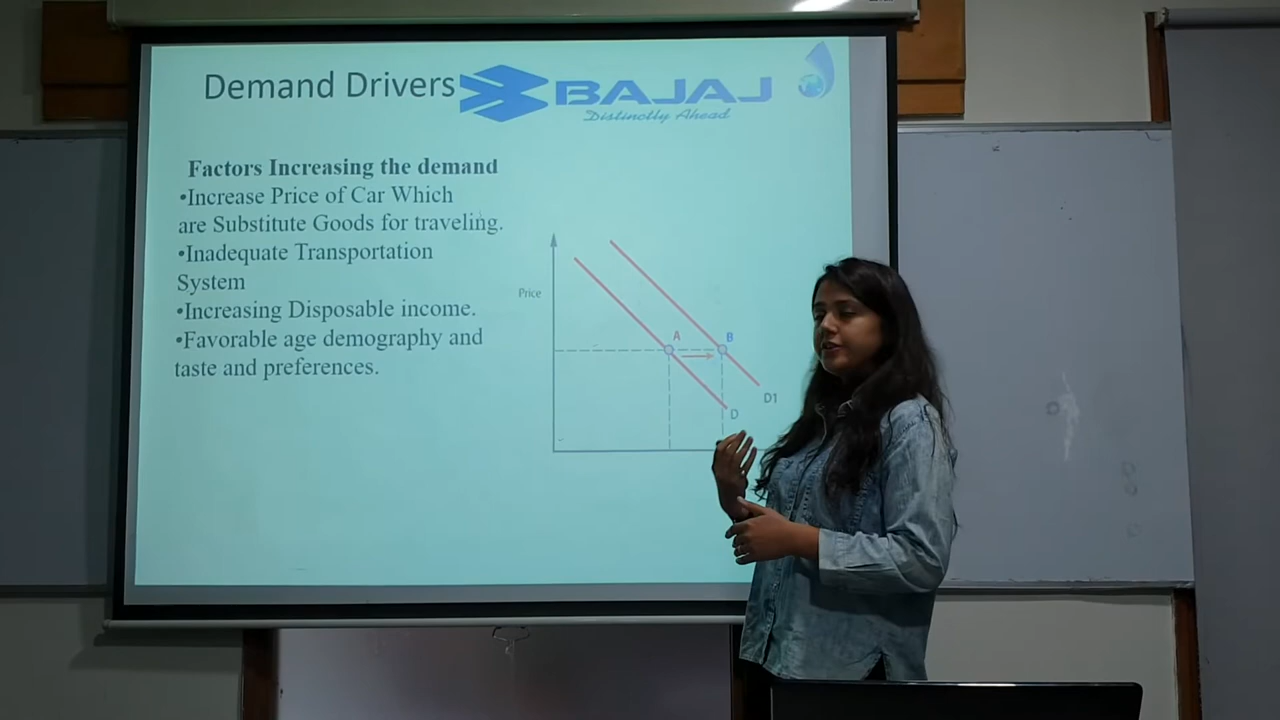 Demand Drivers
BAJAJ
Distinctly Ahead
Factors Increasing the demand
•Increase Price of Car Which
are Substitute Goods for traveling.
•Inadequate Transportation
System
•Increasing Disposable income.
•Favorable age demography and
taste and preferences.
Price
A
B
D1
D